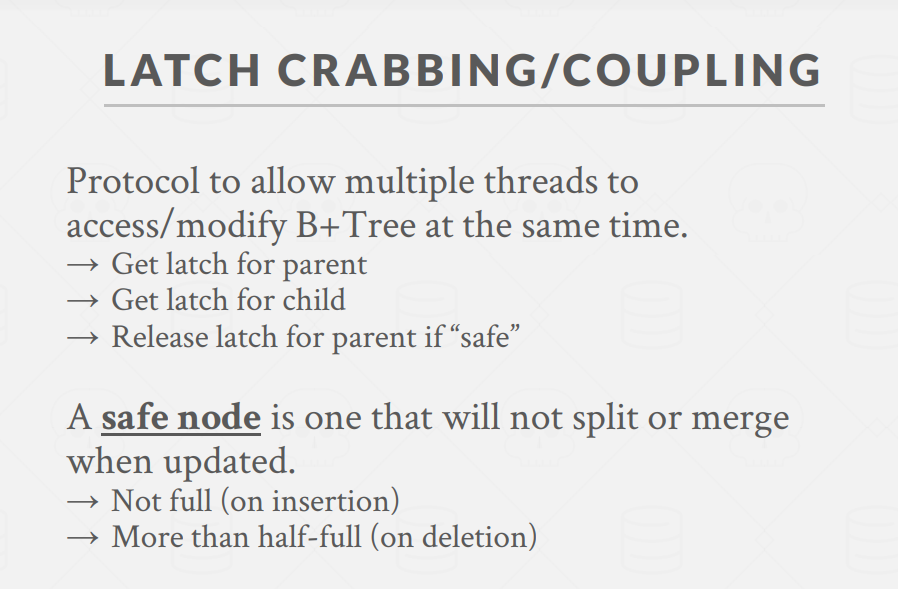 LATCH CRABBING/COUPLING
Protocol to allow multiple threads to
access/modify B+Tree at the same time.
→ Get latch for parent
→ Get latch for child
→ Release latch for parent if “safe”
A safe node is one that will not split or merge
when updated.
→ Not full (on insertion)
→ More than half-full (on deletion)